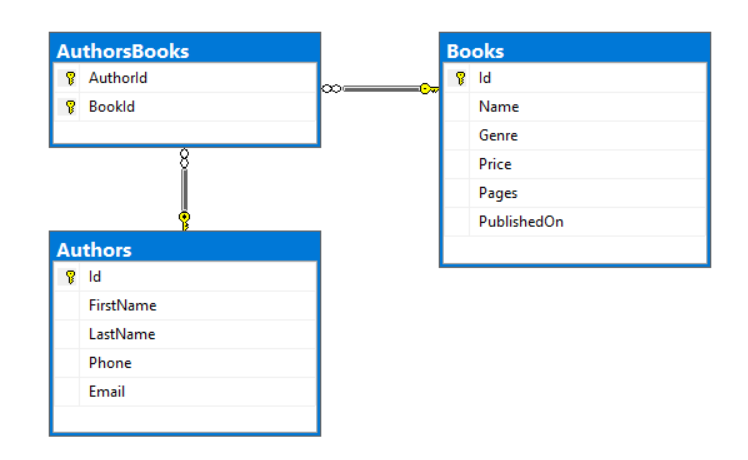 AuthorsBooks
AuthorId
BookId
Books
Id
Name
Genre
Price
Pages
PublishedOn
Authors
Id
FirstName
LastName
Phone
Email